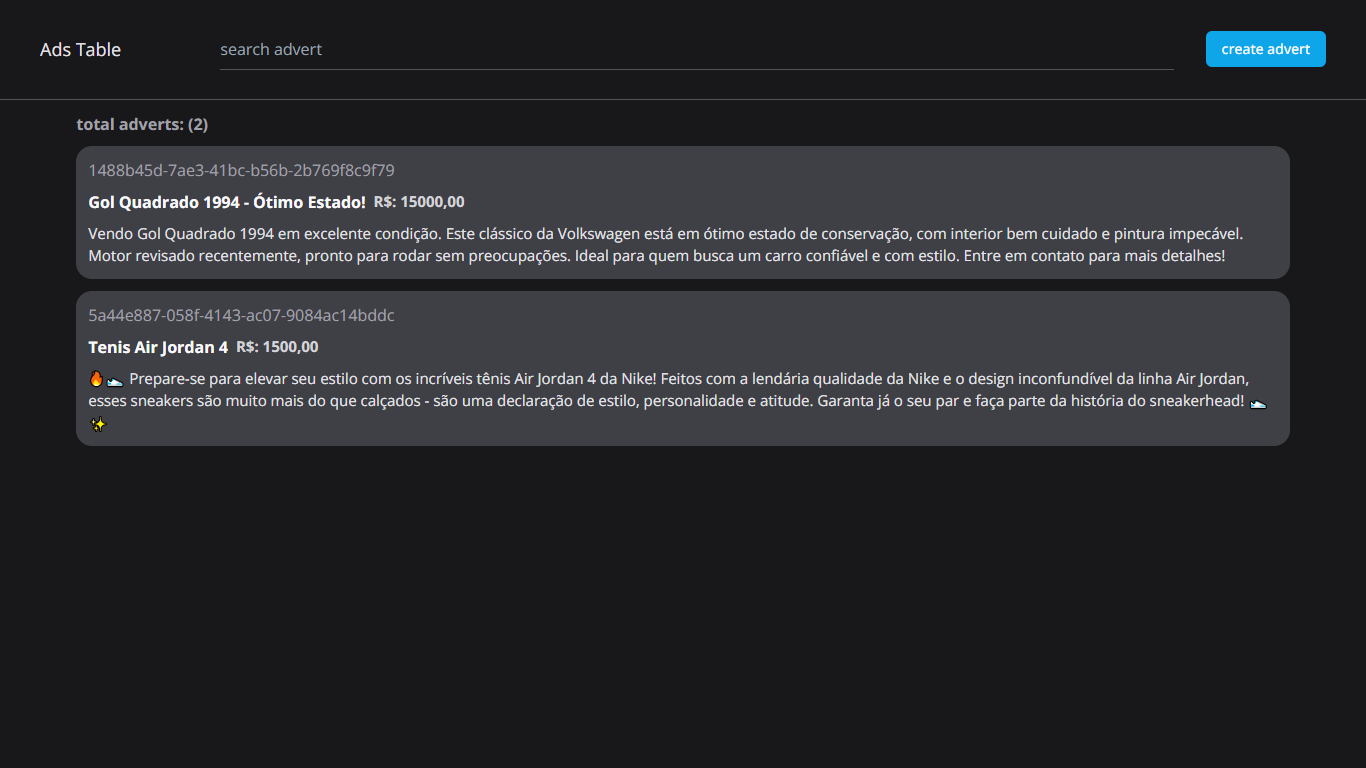 Ads Table
search advert
create advert
total adverts: (2)
1488b45d-7ae3-41bc-b56b-2b769f8c9f79
Gol Quadrado 1994 - Ótimo Estado! R$: 15000,00
Vendo Gol Quadrado 1994 em excelente condição. Este clássico da Volkswagen está em ótimo estado de conservação, com interior bem cuidado e pintura impecável.
Motor revisado recentemente, pronto para rodar sem preocupações. Ideal para quem busca um carro confiável e com estilo. Entre em contato para mais detalhes!
5a44e887-058f-4143-ac07-9084ac14bddc
Tenis Air Jordan 4 R$: 1500,00
🔥👟 Prepare-se para elevar seu estilo com os incríveis tênis Air Jordan 4 da Nike! Feitos com a lendária qualidade da Nike e o design inconfundível da linha Air Jordan,
esses sneakers são muito mais do que calçados - são uma declaração de estilo, personalidade e atitude. Garanta já o seu par e faça parte da história do sneakerhead! 👟
✨